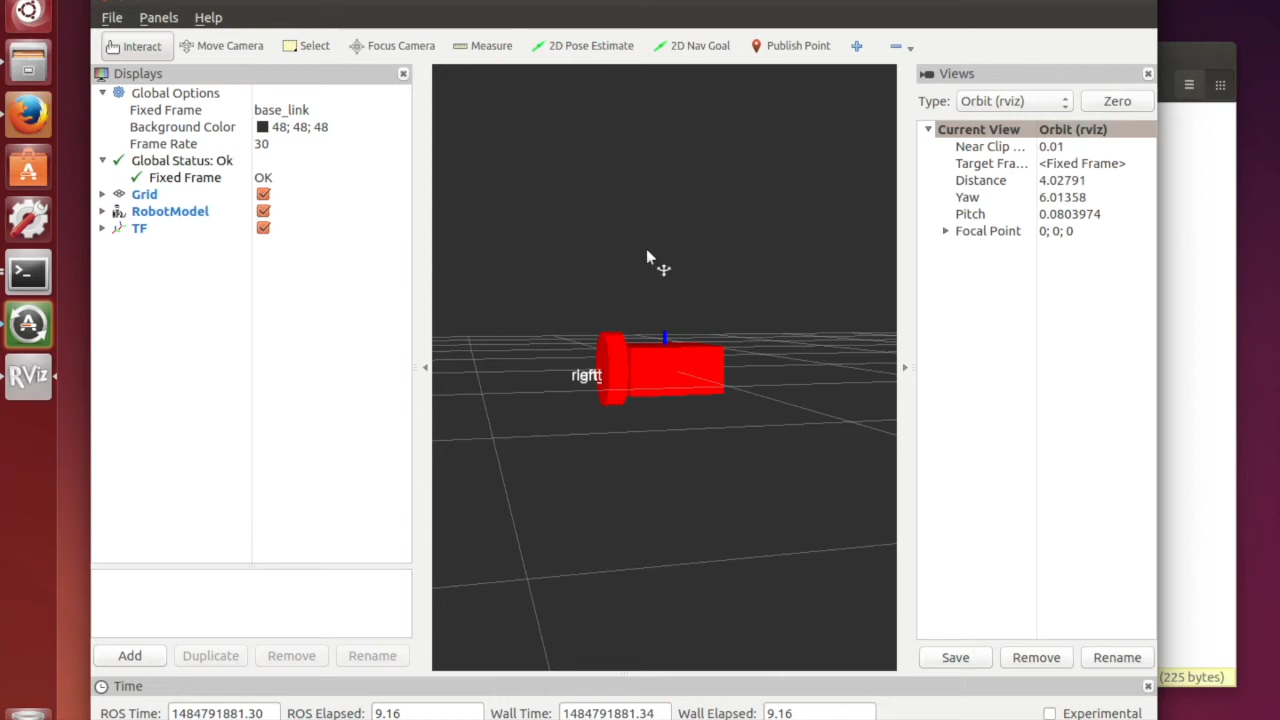 File Panels Help
Interact Move Camera Select Focus Camera Measure 2D Pose Estimate 2D Nav Goal Publish Point
Displays
Global Options
Fixed Frame base_link
Background Color 48; 48; 48
Frame Rate 30
Global Status: Ok
Fixed Frame OK
Grid
RobotModel
TF
Add Duplicate Remove Rename
Views
Type: Orbit (rviz) Zero
Current View Orbit (rviz)
Near Clip ... 0.01
Target Fra... <Fixed Frame>
Distance 4.02791
Yaw 6.01358
Pitch 0.0803974
Focal Point 0; 0; 0
Save Remove Rename
Time
ROS Time: 1484791881.30 ROS Elapsed: 9.16 Wall Time: 1484791881.34 Wall Elapsed: 9.16 Experimental
RViz
(225 bytes)